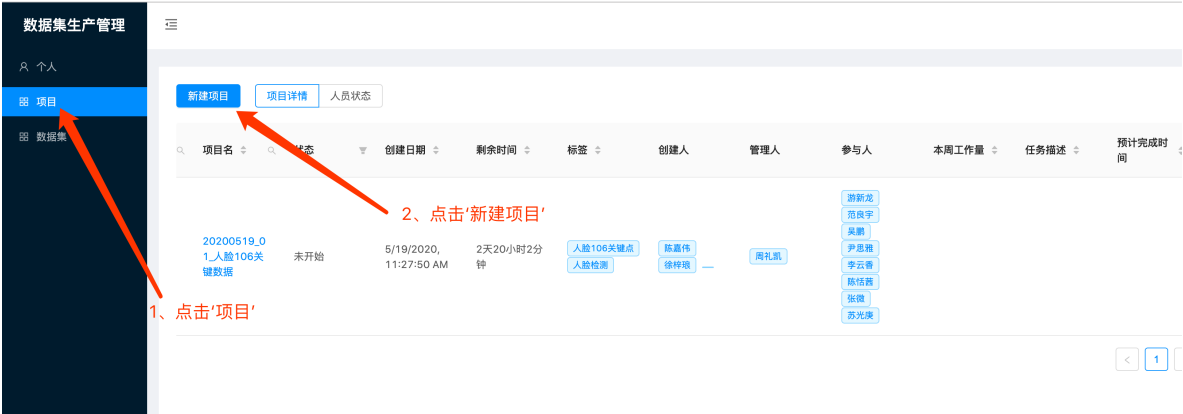 数据集生产管理
个人
项目
数据集
新建项目
项目详情
人员状态
项目名
状态
创建日期
剩余时间
标签
创建人
管理人
参与人
本周工作量
任务描述
预计完成时
间
2、点击‘新建项目’
20200519_0
1_人脸106关
键数据
未开始
5/19/2020,
11:27:50 AM
2天20小时2分
钟
人脸106关键点
人脸检测
陈嘉伟
徐梓琅
周礼凯
游新龙
范良宇
吴鹏
尹思雅
李云香
陈恬茜
张微
苏光庚
1、点击‘项目’
<
1